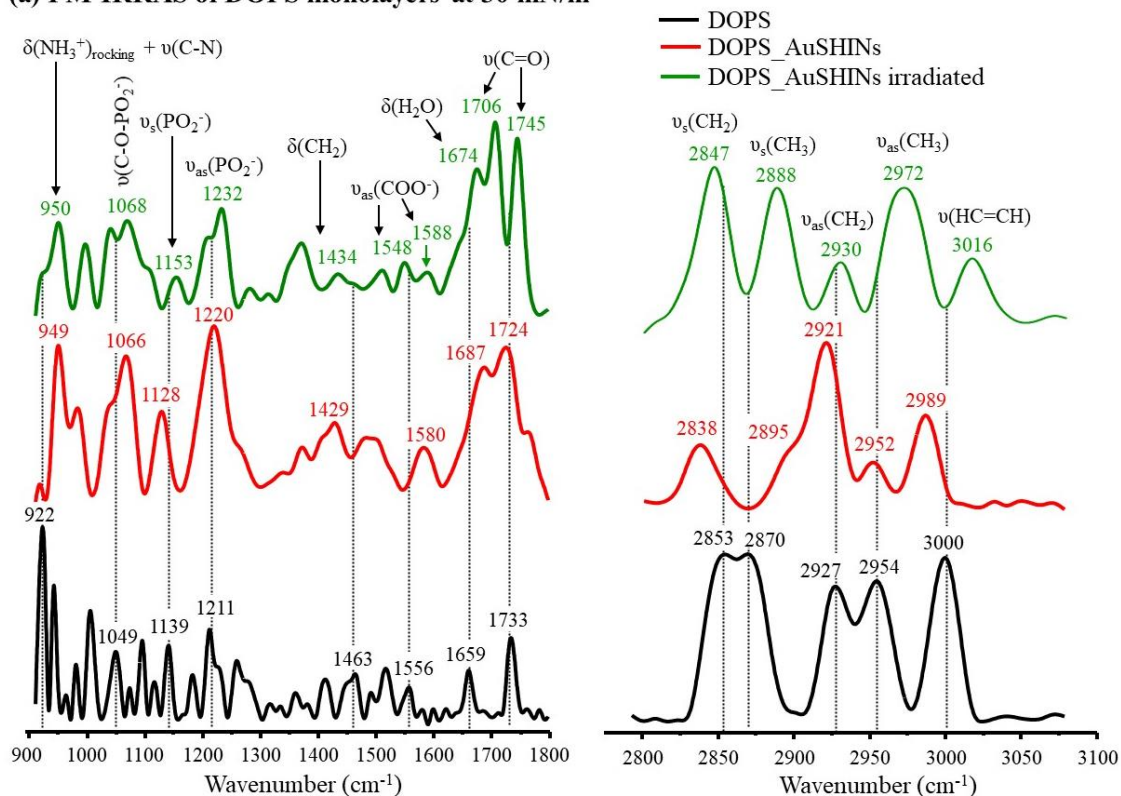 (a) PM-IRRAS of DOPS monolayers at 30 mN/m
DOPS
DOPS_AuSHINs
DOPS_AuSHINs irradiated
δ(NH₃⁺)rocking + υ(C-N)
υ(C-O-PO₂⁻)
υs(PO₂⁻)
υas(PO₂⁻)
δ(CH₂)
υas(COO⁻)
δ(H₂O)
υ(C=O)
950
1068
1153
1232
1434
1548
1588
1674
1706
1745
949
1066
1128
1220
1429
1580
1687
1724
922
1049
1139
1211
1463
1556
1659
1733
900 1000 1100 1200 1300 1400 1500 1600 1700 1800
Wavenumber (cm⁻¹)
υs(CH₂)
υs(CH₃)
υas(CH₂)
υas(CH₃)
υ(HC=CH)
2847
2888
2930
2972
3016
2838
2895
2921
2952
2989
2853
2870
2927
2954
3000
2800 2850 2900 2950 3000 3050 3100
Wavenumber (cm⁻¹)